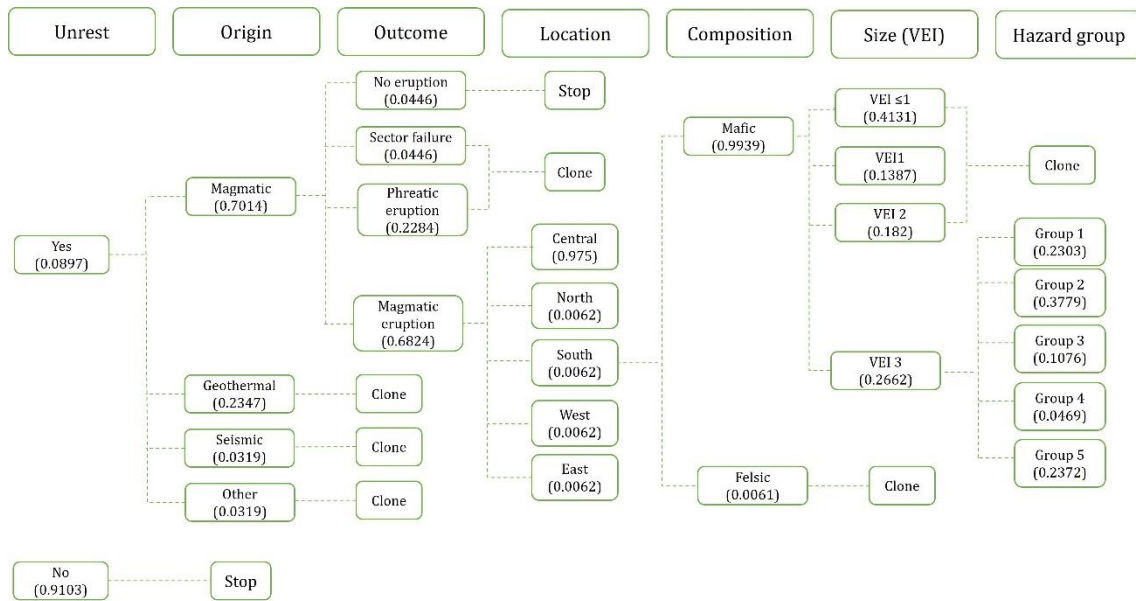 Unrest
Origin
Outcome
Location
Composition
Size (VEI)
Hazard group
Yes
(0.0897)
No
(0.9103)
Stop
Magmatic
(0.7014)
Geothermal
(0.2347)
Seismic
(0.0319)
Other
(0.0319)
No eruption
(0.0446)
Sector failure
(0.0446)
Phreatic
eruption
(0.2284)
Magmatic
eruption
(0.6824)
Clone
Clone
Clone
Stop
Clone
Central
(0.975)
North
(0.0062)
South
(0.0062)
West
(0.0062)
East
(0.0062)
Mafic
(0.9939)
Felsic
(0.0061)
VEI ≤1
(0.4131)
VEI1
(0.1387)
VEI 2
(0.182)
VEI 3
(0.2662)
Clone
Clone
Group 1
(0.2303)
Group 2
(0.3779)
Group 3
(0.1076)
Group 4
(0.0469)
Group 5
(0.2372)